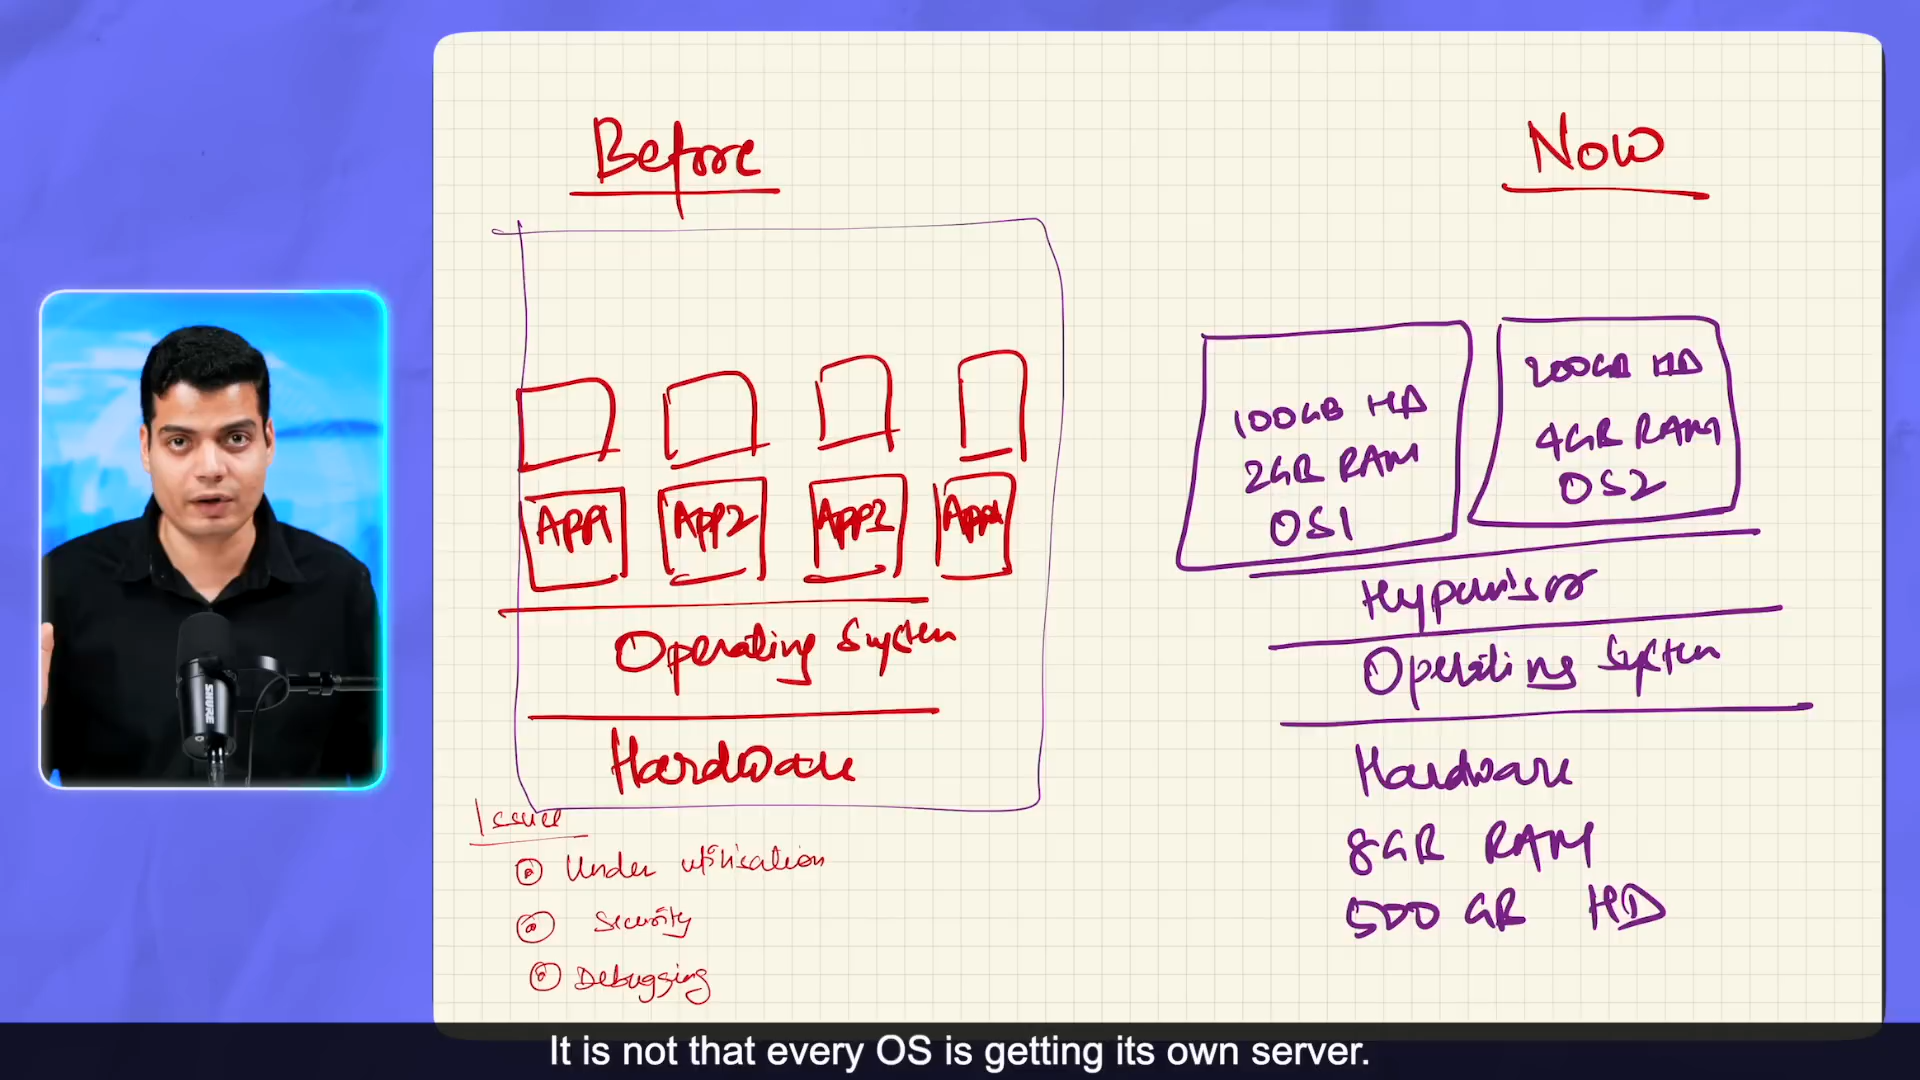 Before
Now
App1 App2 App3 App4
Operating System
Hardware
Issue
Under utilisation
Security
Debugging
100GB HD
2GB RAM
OS1
200GB HD
4GB RAM
OS2
Hypervisor
Operating System
Hardware
8GB RAM
500 GB HD
SHURE
It is not that every OS is getting its own server.